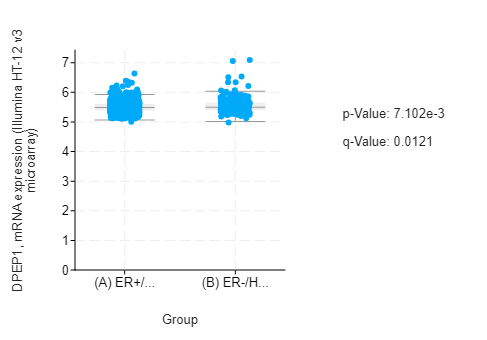 DPEP1, mRNA expression (Illumina HT-12 v3
microarray)
7
6
5
4
3
2
1
0
(A) ER+/...
(B) ER-/H...
Group
p-Value: 7.102e-3
q-Value: 0.0121